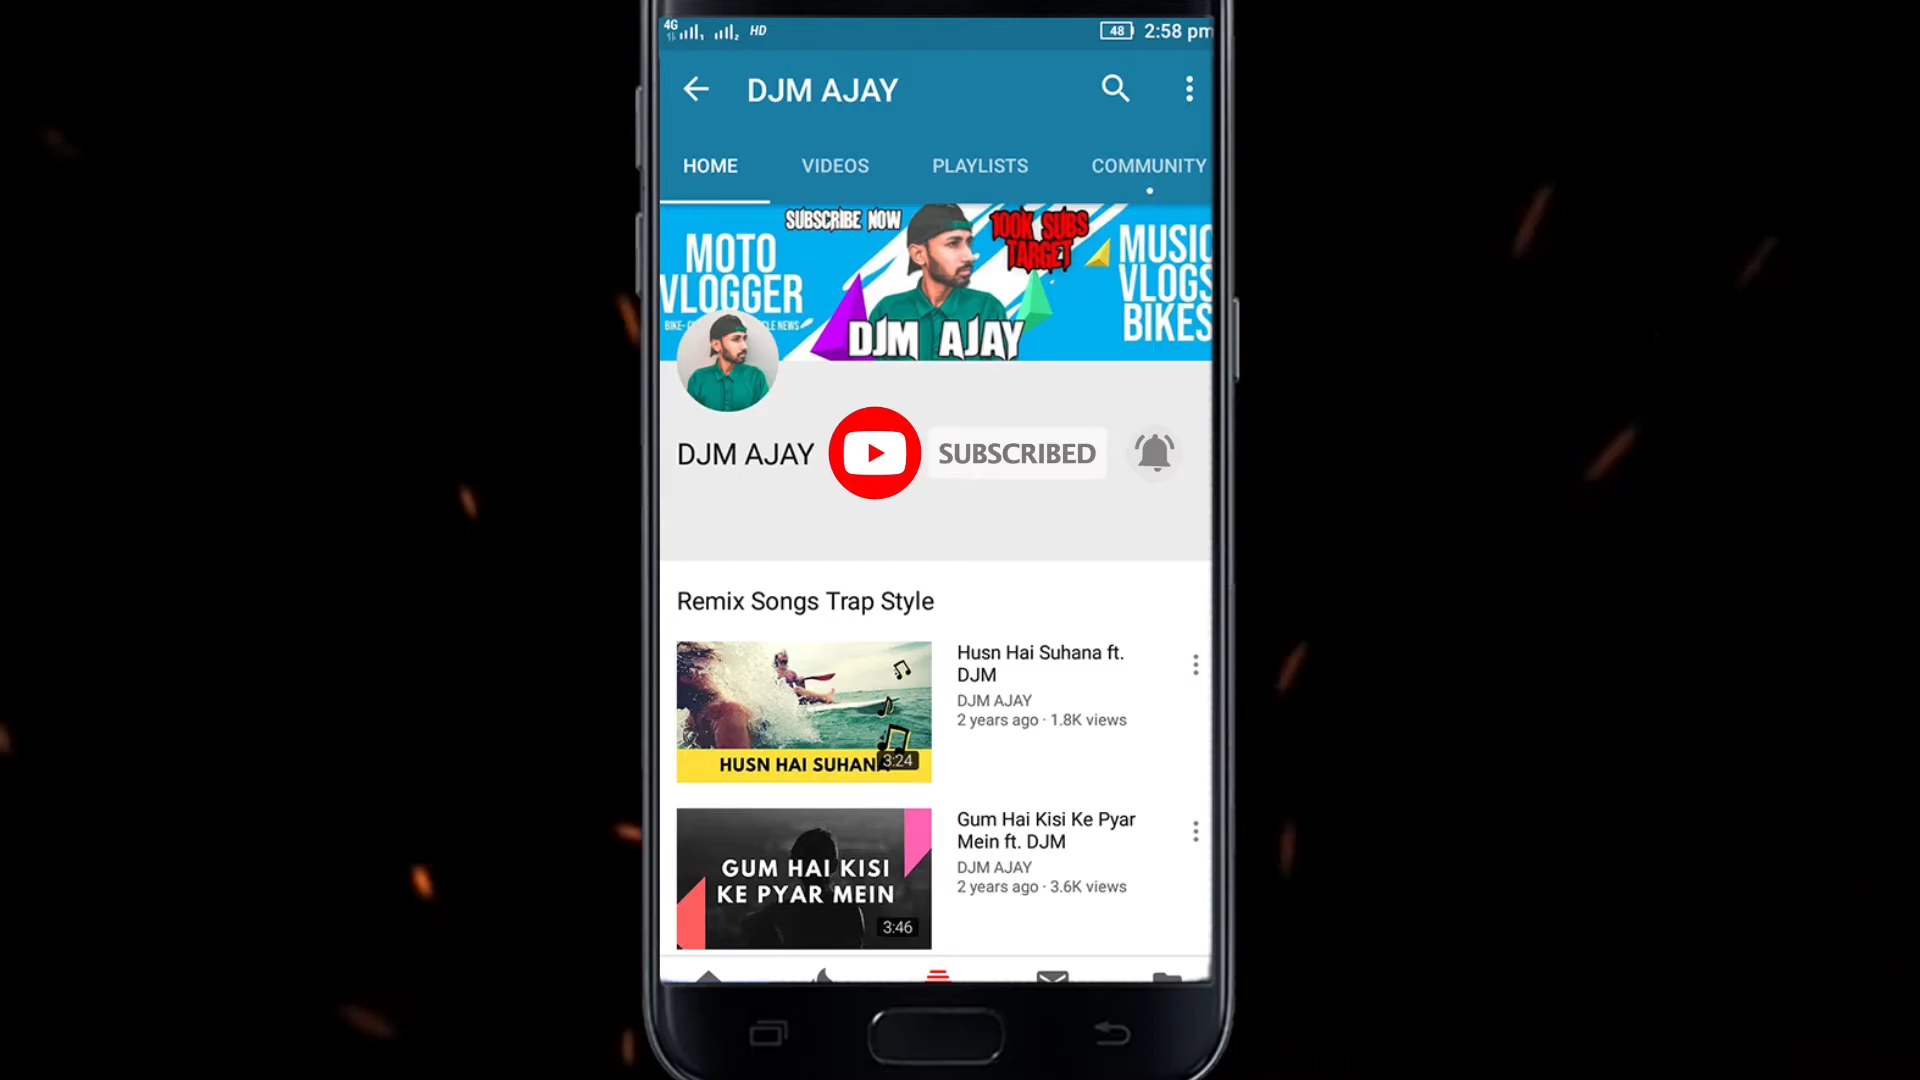 4G HD 48 2:58 pm
DJM AJAY
HOME VIDEOS PLAYLISTS COMMUNITY
SUBSCRIBE NOW
100K SUBS
TARGET
MOTO
VLOGGER
MUSIC
VLOGS
BIKES
DJM AJAY
DJM AJAY
SUBSCRIBED
Remix Songs Trap Style
HUSN HAI SUHAN
3:24
Husn Hai Suhana ft.
DJM
DJM AJAY
2 years ago · 1.8K views
GUM HAI KISI
KE PYAR MEIN
3:46
Gum Hai Kisi Ke Pyar
Mein ft. DJM
DJM AJAY
2 years ago · 3.6K views